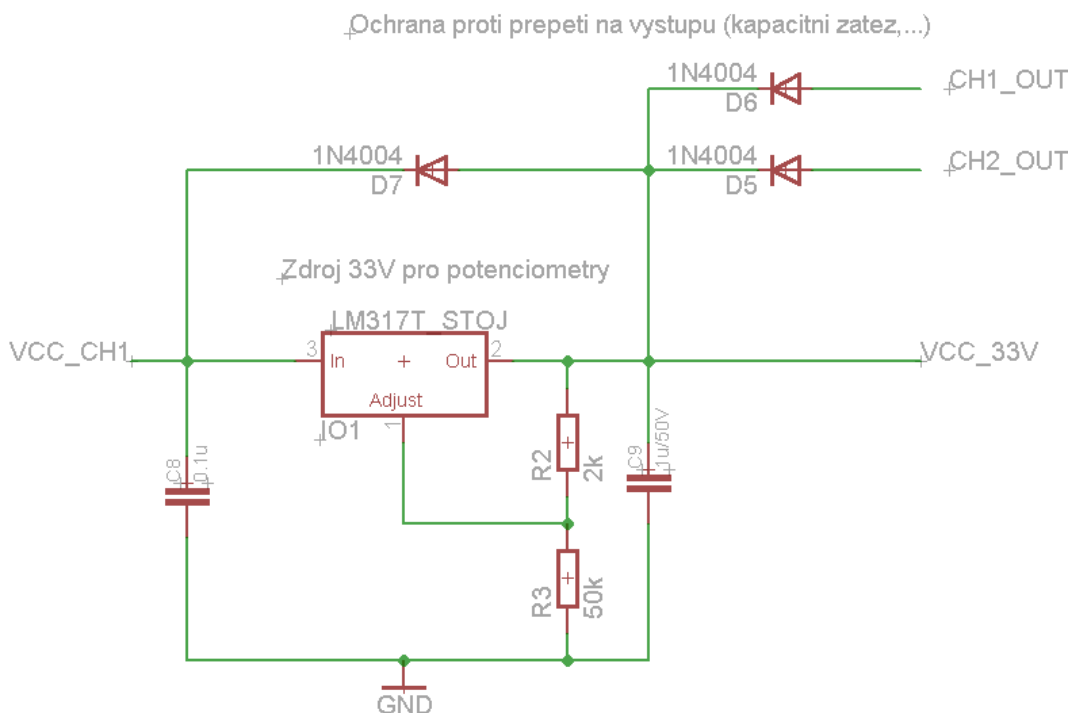 Ochrana proti prepeti na vystupu (kapacitni zatez,...)
1N4004
D6
CH1_OUT
1N4004
D7
1N4004
D5
CH2_OUT
Zdroj 33V pro potenciometry
LM317T_STOJ
VCC_CH1
3
In
Out
2
VCC_33V
Adjust
1
IO1
C8
0.1u
R2
2k
C9
1u/50V
R3
50k
GND